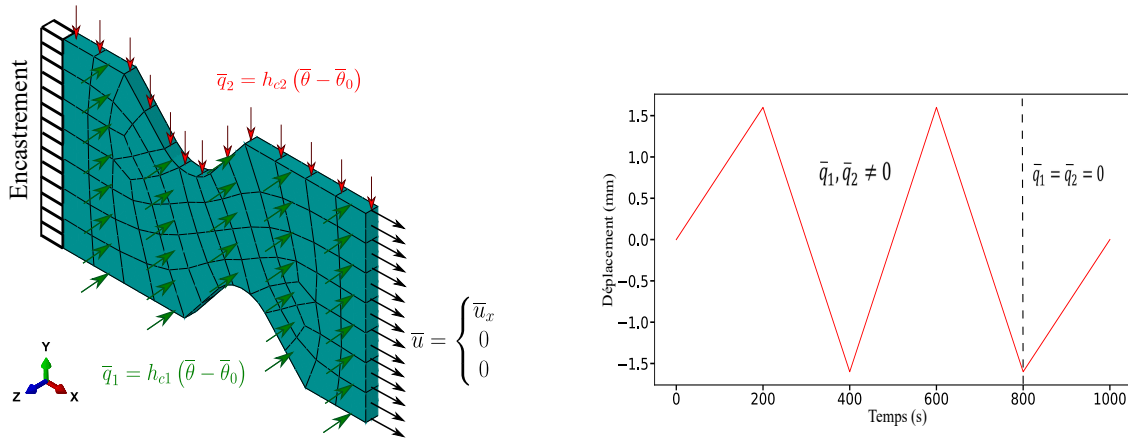 Encastrement
q̅₂ = h_c2 (θ̅ − θ̅₀)
q̅₁ = h_c1 (θ̅ − θ̅₀)
u̅ = { u̅ₓ
0
0
Y
Z
X
Déplacement (mm)
1.5
1.0
0.5
0.0
−0.5
−1.0
−1.5
q̅₁, q̅₂ ≠ 0
q̅₁ = q̅₂ = 0
0 200 400 600 800 1000
Temps (s)